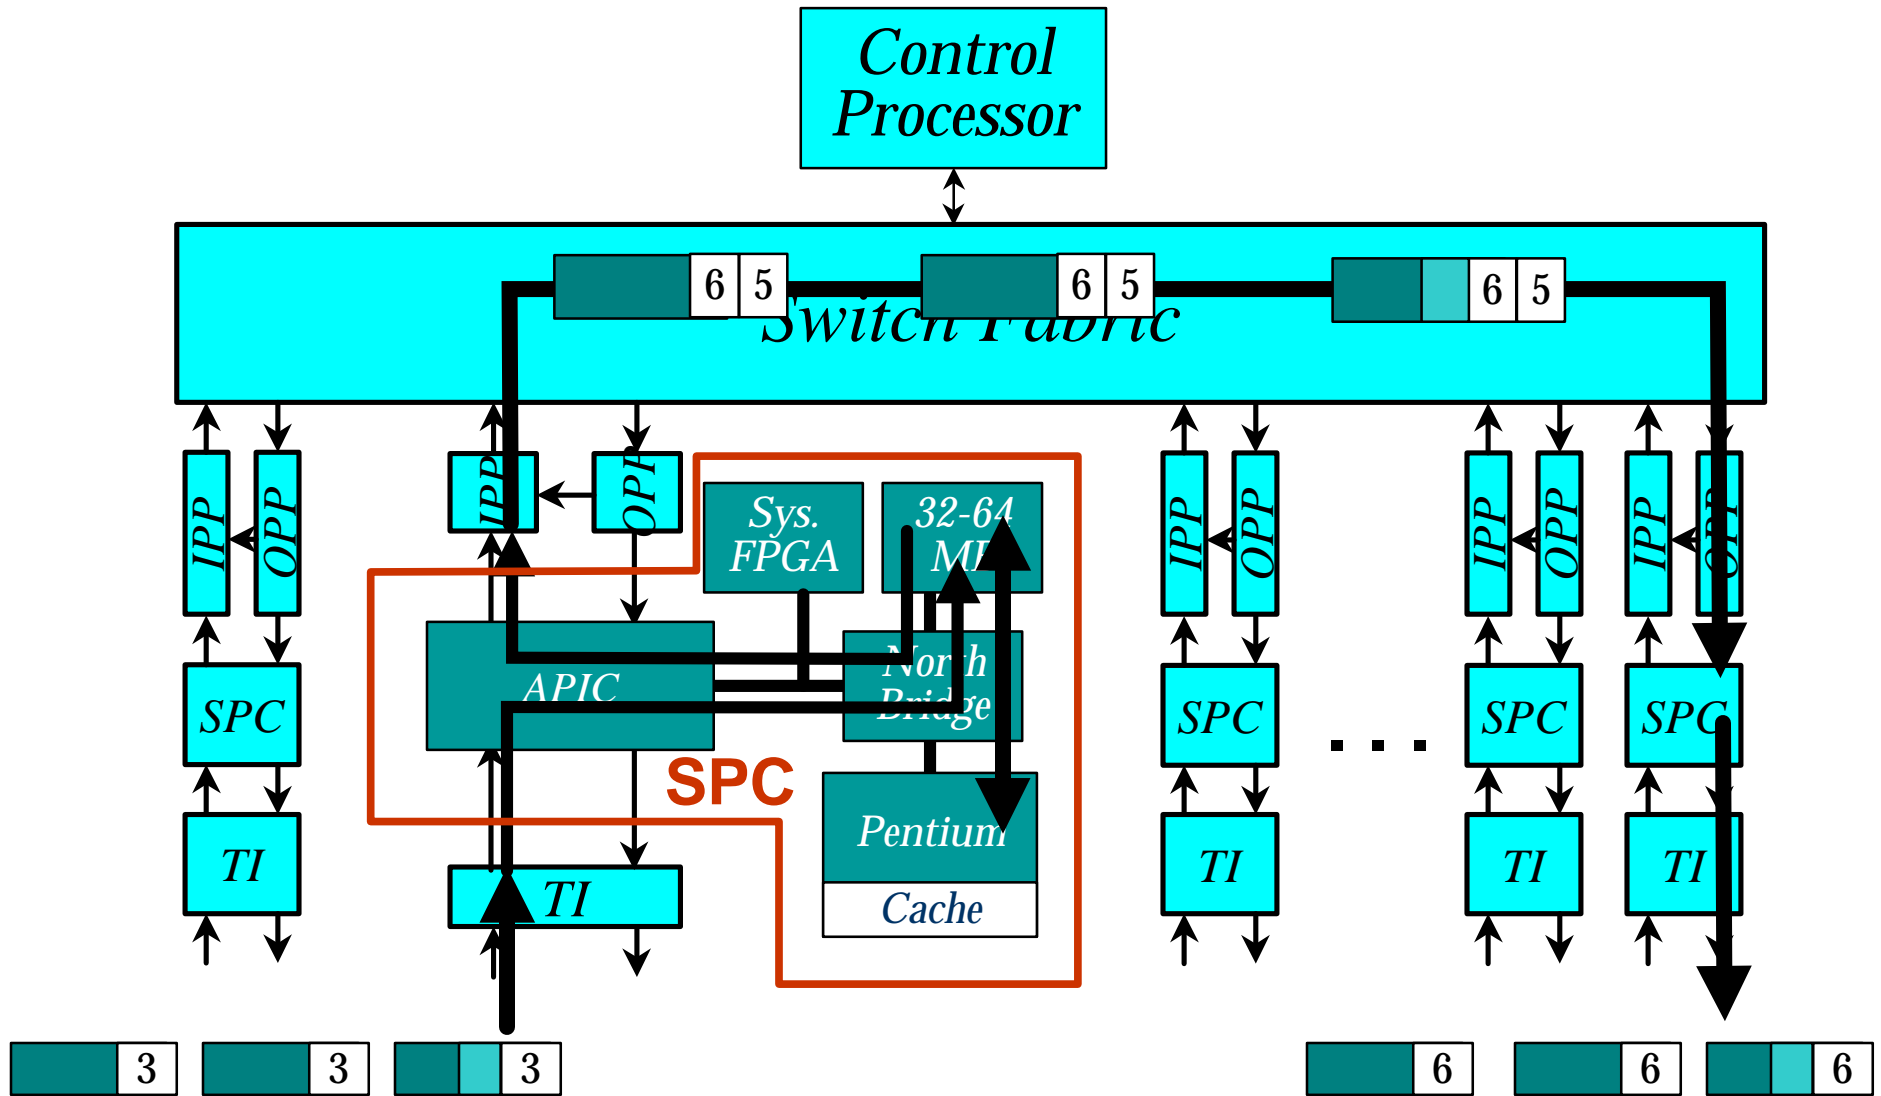 Control
Processor
6 5
6 5
6 5
Switch Fabric
IPP
OPP
IPP
OPP
Sys.
FPGA
32-64
IPP
OPP
IPP
OPP
IPP
OPP
SPC
APIC
North
Bridge
SPC
SPC
SPC
SPC
. . .
TI
TI
Pentium
Cache
TI
TI
TI
3
3
3
6
6
6